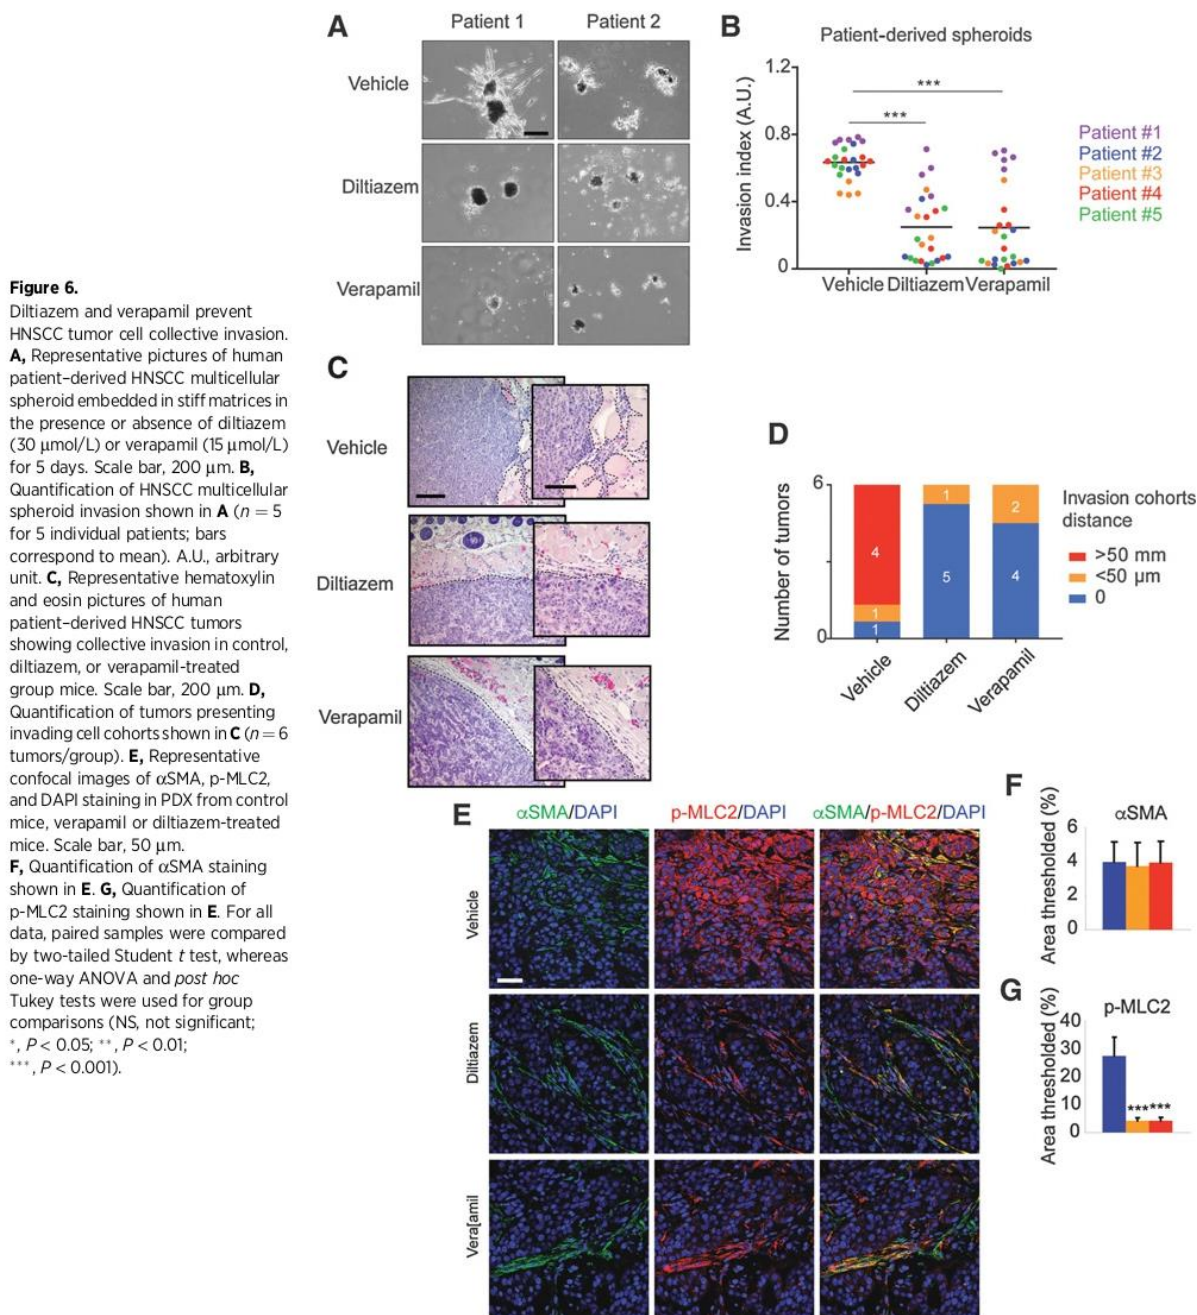 Figure 6.
Diltiazem and verapamil prevent
HNSCC tumor cell collective invasion.
A, Representative pictures of human
patient–derived HNSCC multicellular
spheroid embedded in stiff matrices in
the presence or absence of diltiazem
(30 μmol/L) or verapamil (15 μmol/L)
for 5 days. Scale bar, 200 μm. B,
Quantification of HNSCC multicellular
spheroid invasion shown in A (n = 5
for 5 individual patients; bars
correspond to mean). A.U., arbitrary
unit. C, Representative hematoxylin
and eosin pictures of human
patient-derived HNSCC tumors
showing collective invasion in control,
diltiazem, or verapamil-treated
group mice. Scale bar, 200 μm. D,
Quantification of tumors presenting
invading cell cohorts shown in C (n = 6
tumors/group). E, Representative
confocal images of αSMA, p-MLC2,
and DAPI staining in PDX from control
mice, verapamil or diltiazem-treated
mice. Scale bar, 50 μm.
F, Quantification of αSMA staining
shown in E. G, Quantification of
p-MLC2 staining shown in E. For all
data, paired samples were compared
by two-tailed Student t test, whereas
one-way ANOVA and post hoc
Tukey tests were used for group
comparisons (NS, not significant;
*, P < 0.05; **, P < 0.01;
***, P < 0.001).
A
Patient 1 Patient 2
Vehicle
Diltiazem
Verapamil
B
Patient-derived spheroids
Invasion index (A.U.)
1.2
0.8
0.4
0
***
***
Vehicle Diltiazem Verapamil
Patient #1
Patient #2
Patient #3
Patient #4
Patient #5
C
Vehicle
Diltiazem
Verapamil
D
Number of tumors
6
0
4
1
1
1
5
2
4
Vehicle
Diltiazem
Verapamil
Invasion cohorts
distance
>50 mm
<50 μm
0
E
αSMA/DAPI p-MLC2/DAPI αSMA/p-MLC2/DAPI
Vehicle
Diltiazem
Vera[amil
F
αSMA
Area thresholded (%)
6
4
2
0
G
p-MLC2
Area thresholded (%)
40
30
20
10
0
*** ***